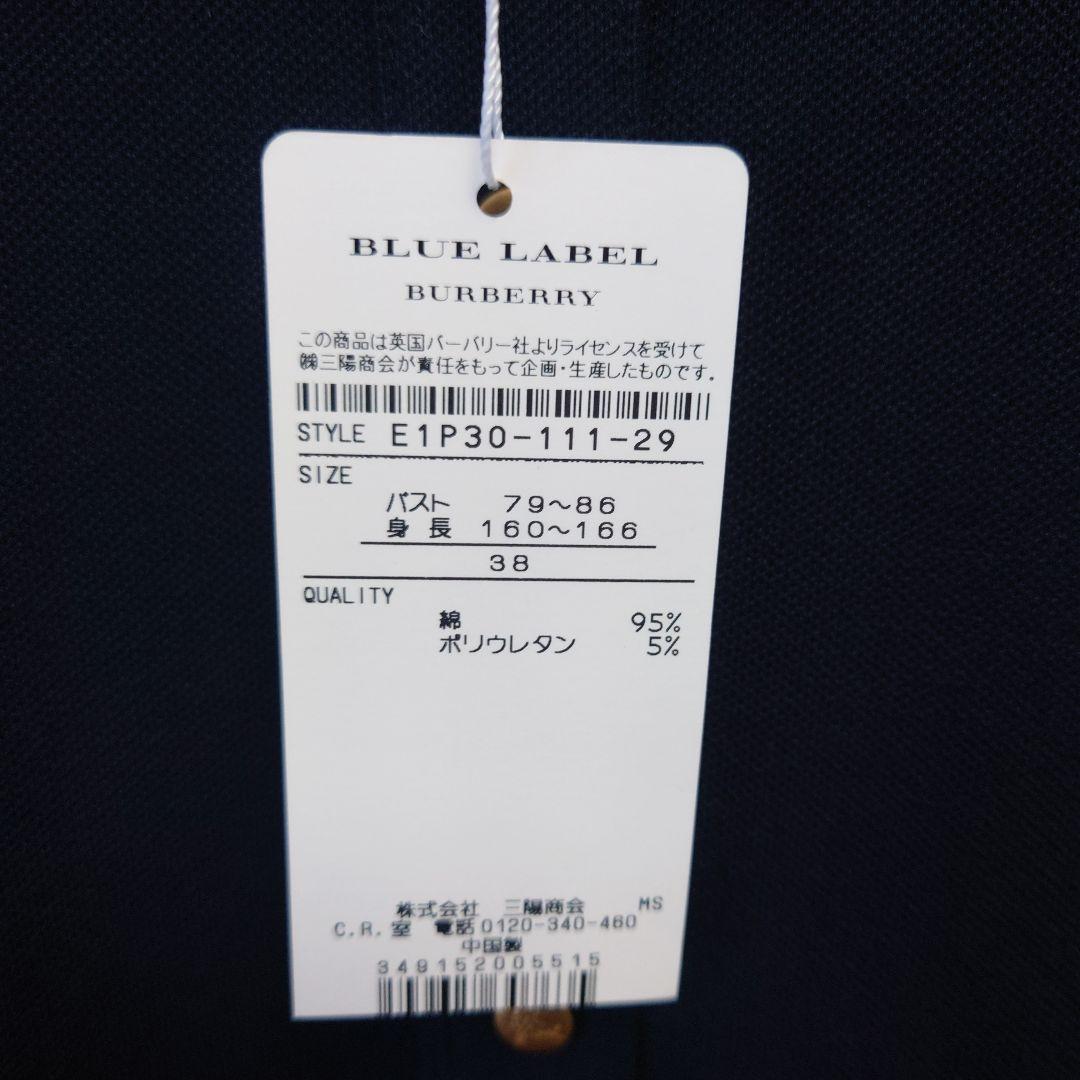 BLUE LABEL
BURBERRY
この商品は英国バーバリー社よりライセンスを受けて
㈱三陽商会が責任をもって企画・生産したものです.
STYLE E1P30-111-29
SIZE
バスト 79〜86
身長 160〜166
38
QUALITY
綿 95%
ポリウレタン 5%
株式会社 三陽商会 MS
C.R.室 電話0120-340-460
中国製
349152005515